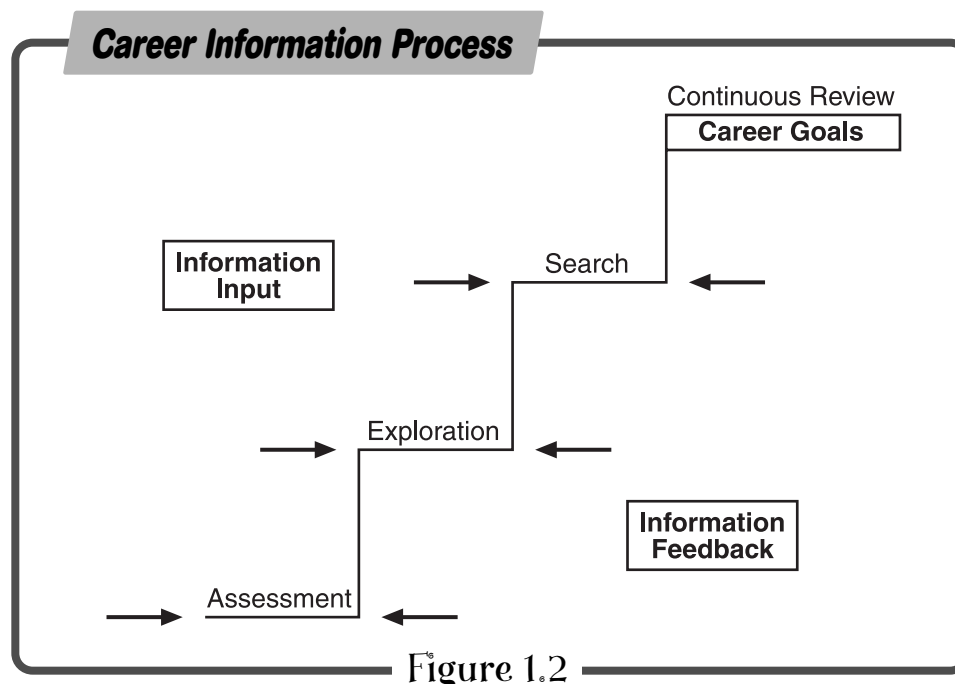 Career Information Process
Continuous Review
Career Goals
Information
Input
Search
Exploration
Information
Feedback
Assessment
Figure 1.2